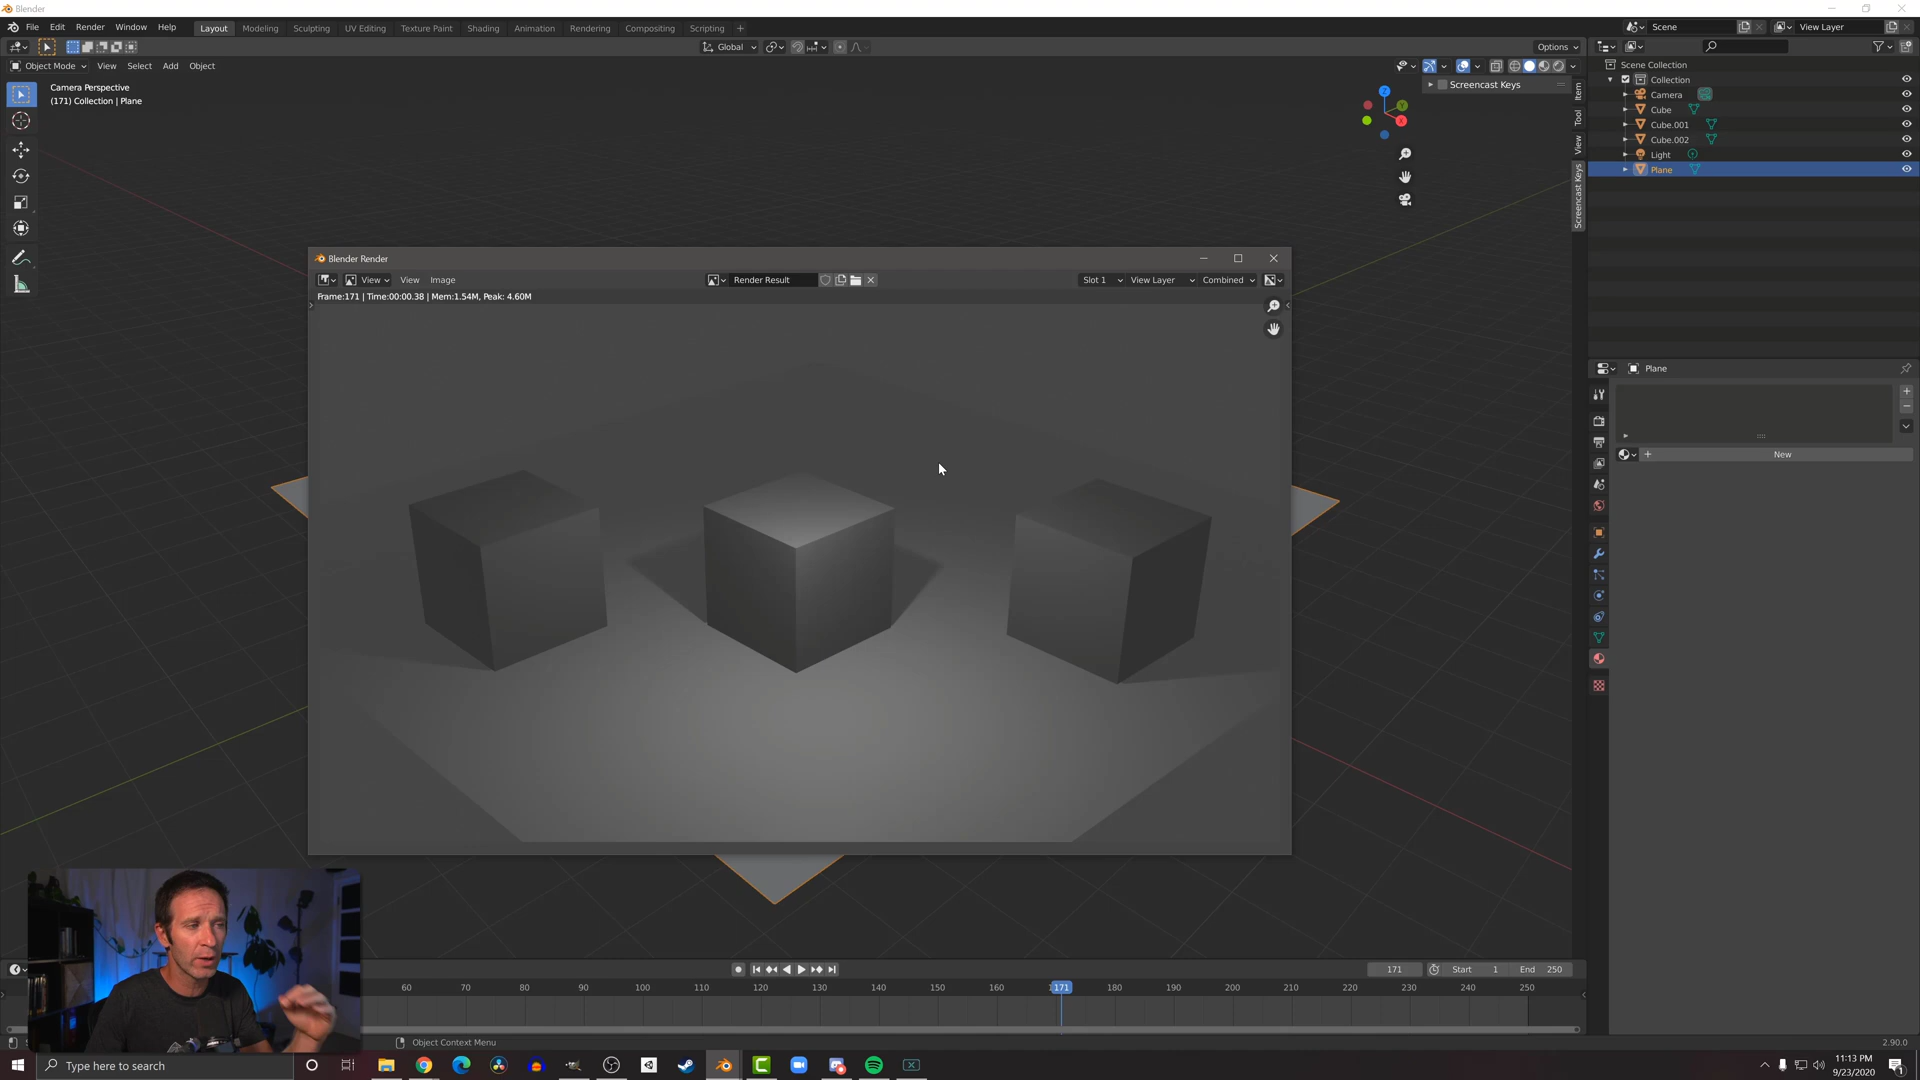 Blender
File Edit Render Window Help
Layout Modeling Sculpting UV Editing Texture Paint Shading Animation Rendering Compositing Scripting +
Scene View Layer
Global Options
Object Mode View Select Add Object
Camera Perspective
(171) Collection | Plane
Screencast Keys
Item
Tool
View
Screencast Keys
Z
Y
X
Scene Collection
Collection
Camera
Cube
Cube.001
Cube.002
Light
Plane
Blender Render
View View Image Render Result Slot 1 View Layer Combined
Frame:171 | Time:00:00.38 | Mem:1.54M, Peak: 4.60M
Plane
New
171 Start 1 End 250
60 70 80 90 100 110 120 130 140 150 160 171 180 190 200 210 220 230 240 250
Object Context Menu 2.90.0
Type here to search
11:13 PM
9/23/2020